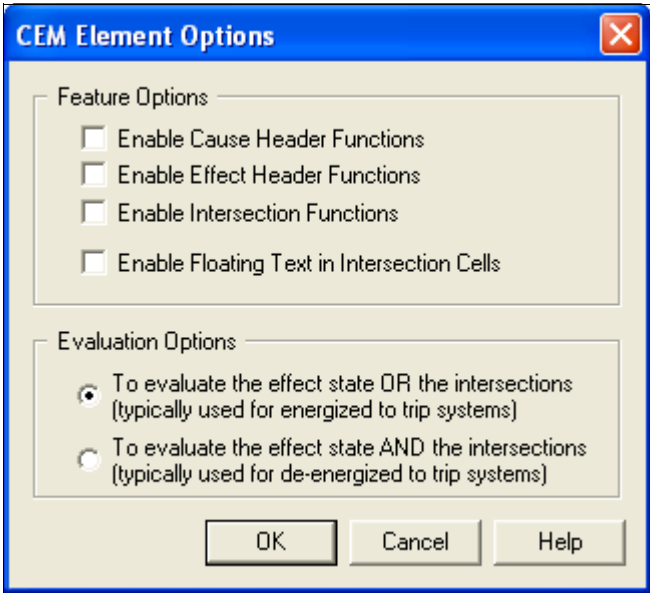 CEM Element Options
Feature Options
Enable Cause Header Functions
Enable Effect Header Functions
Enable Intersection Functions
Enable Floating Text in Intersection Cells
Evaluation Options
To evaluate the effect state OR the intersections
(typically used for energized to trip systems)
To evaluate the effect state AND the intersections
(typically used for de-energized to trip systems)
OK
Cancel
Help